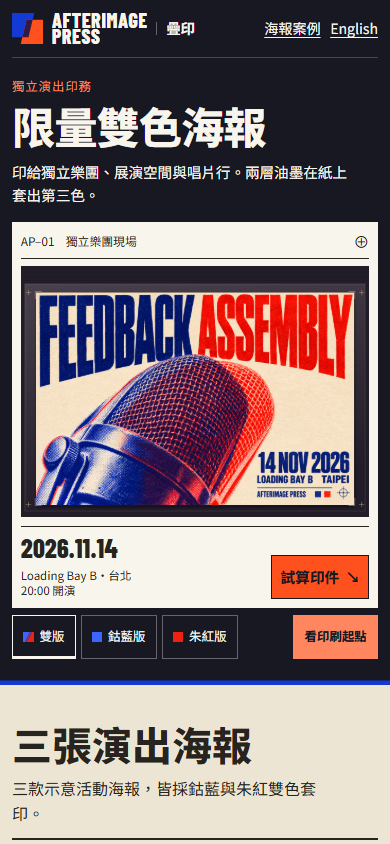 AFTERIMAGE
PRESS
疊印
海報案例 English
獨立演出印務
限量雙色海報
印給獨立樂團、展演空間與唱片行。兩層油墨在紙上
套出第三色。
AP–01 獨立樂團現場
FEEDBACK ASSEMBLY
14 NOV 2026
LOADING BAY B TAIPEI
AFTERIMAGE PRESS
2026.11.14
Loading Bay B・台北
20:00 開演
試算印件 ↘
雙版
鈷藍版
朱紅版
看印刷起點
三張演出海報
三款示意活動海報，皆採鈷藍與朱紅雙色套
印。